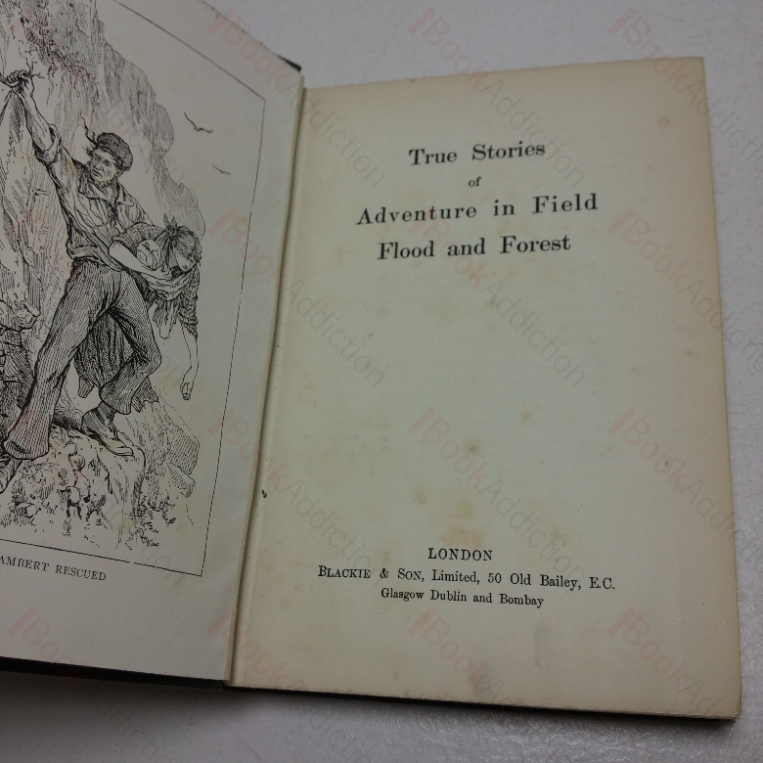 AMBERT RESCUED
True Stories
of
Adventure in Field
Flood and Forest
LONDON
BLACKIE & SON, Limited, 50 Old Bailey, E.C.
Glasgow Dublin and Bombay
BookAddiction